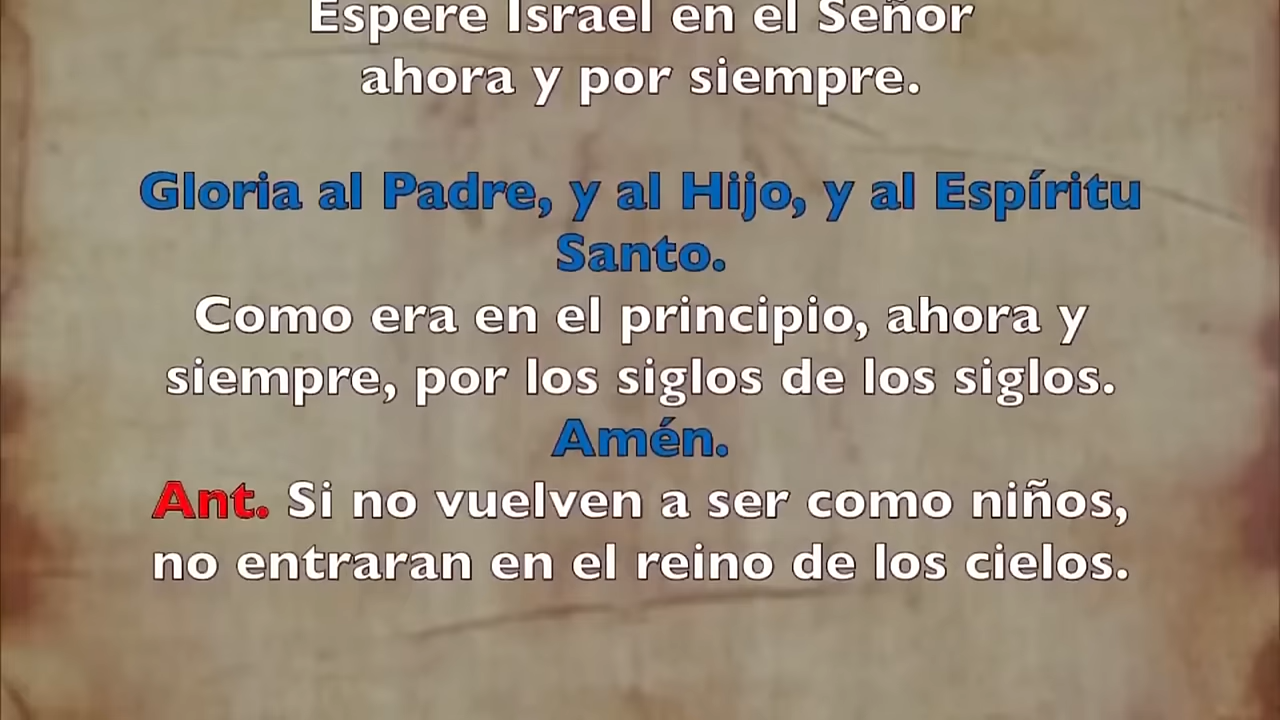 Espere Israel en el Señor
ahora y por siempre.
Gloria al Padre, y al Hijo, y al Espíritu
Santo.
Como era en el principio, ahora y
siempre, por los siglos de los siglos.
Amén.
Ant. Si no vuelven a ser como niños,
no entraran en el reino de los cielos.